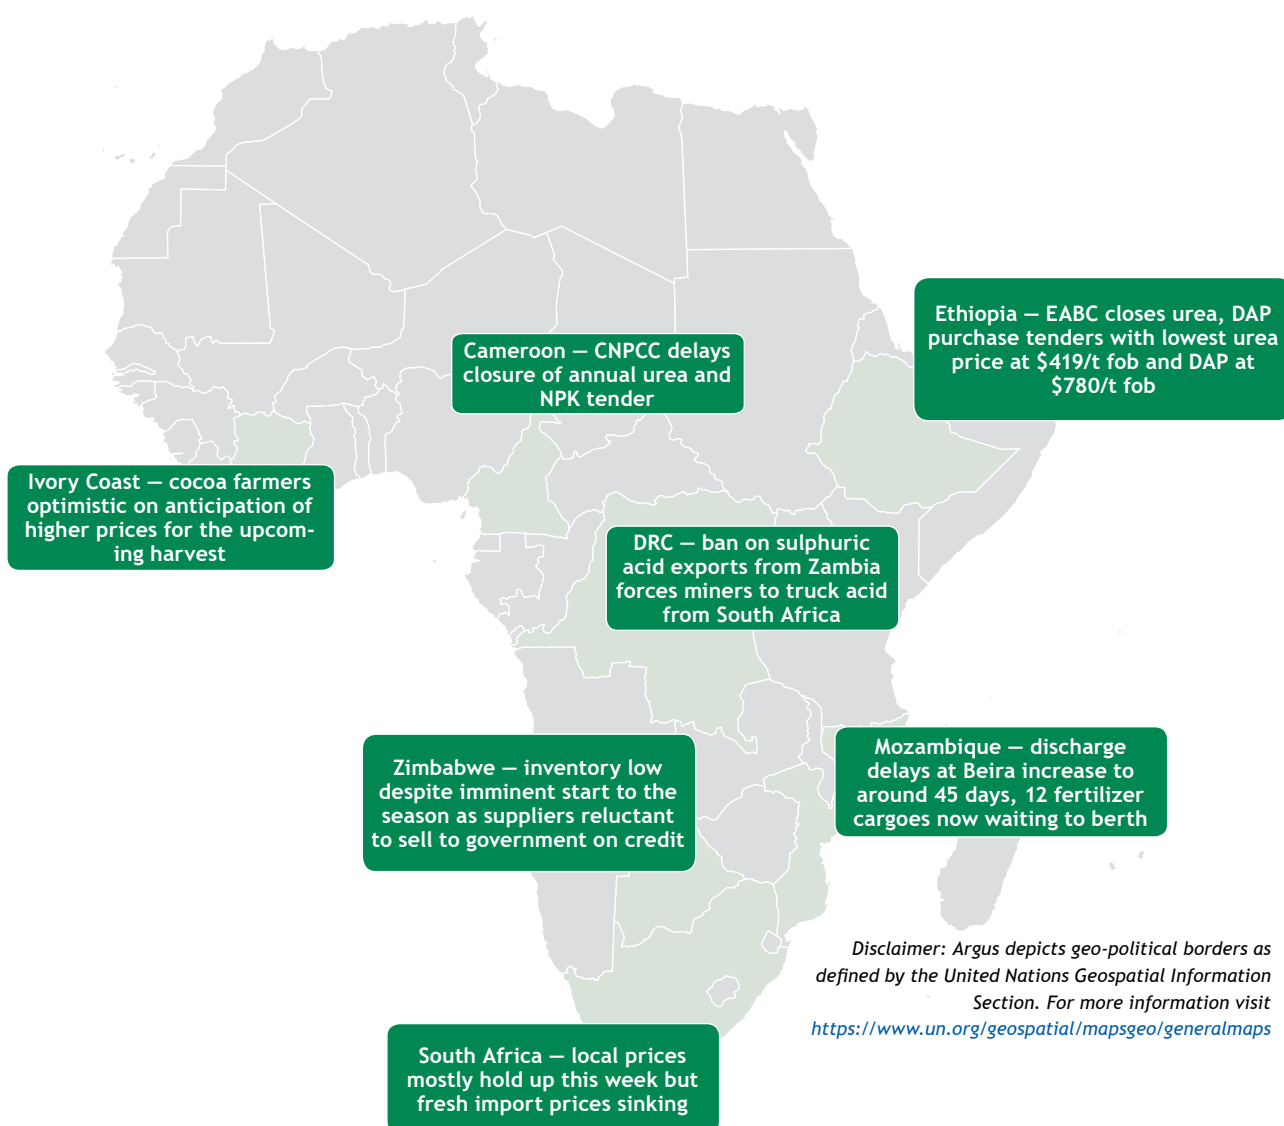 Ethiopia — EABC closes urea, DAP
purchase tenders with lowest urea
price at $419/t fob and DAP at
$780/t fob
Cameroon — CNPCC delays
closure of annual urea and
NPK tender
Ivory Coast — cocoa farmers
optimistic on anticipation of
higher prices for the upcom-
ing harvest
DRC — ban on sulphuric
acid exports from Zambia
forces miners to truck acid
from South Africa
Zimbabwe — inventory low
despite imminent start to the
season as suppliers reluctant
to sell to government on credit
Mozambique — discharge
delays at Beira increase to
around 45 days, 12 fertilizer
cargoes now waiting to berth
Disclaimer: Argus depicts geo-political borders as
defined by the United Nations Geospatial Information
Section. For more information visit
https://www.un.org/geospatial/mapsgeo/generalmaps
South Africa — local prices
mostly hold up this week but
fresh import prices sinking